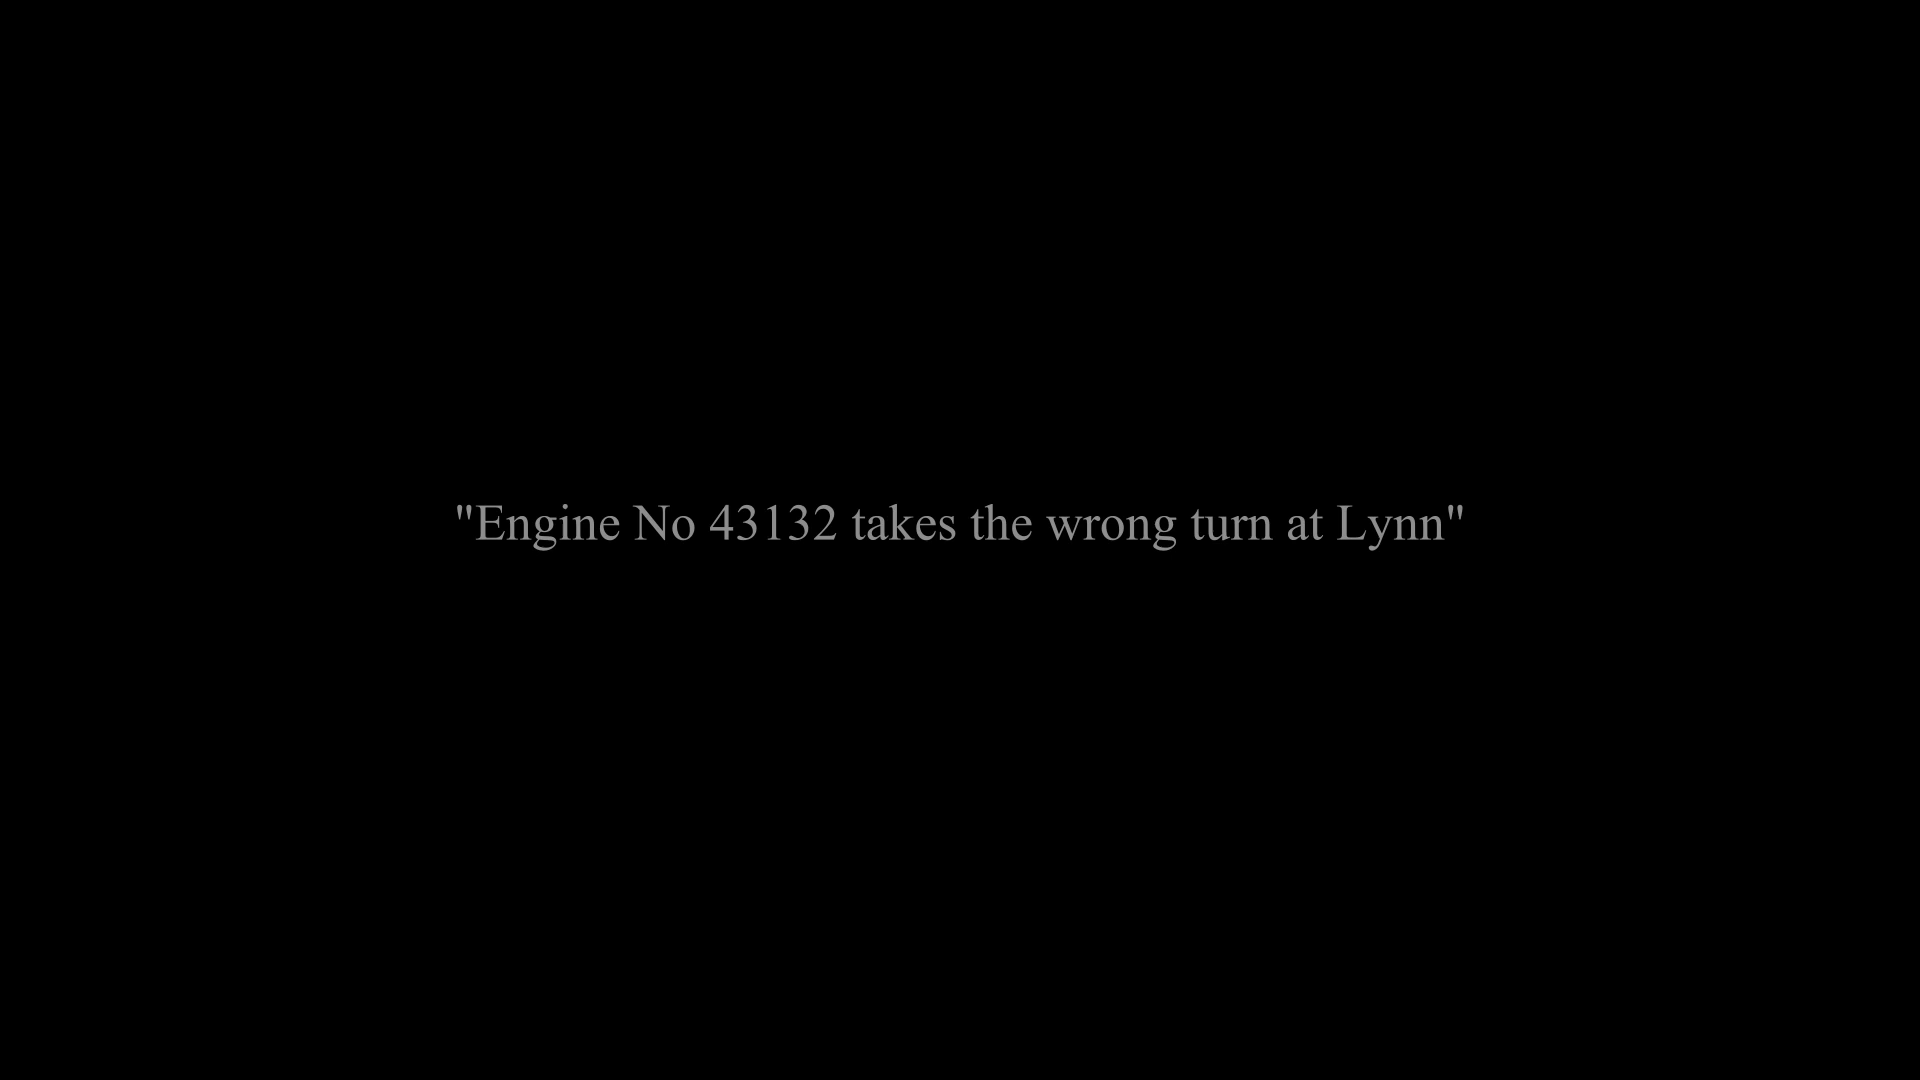 "Engine No 43132 takes the wrong turn at Lynn"